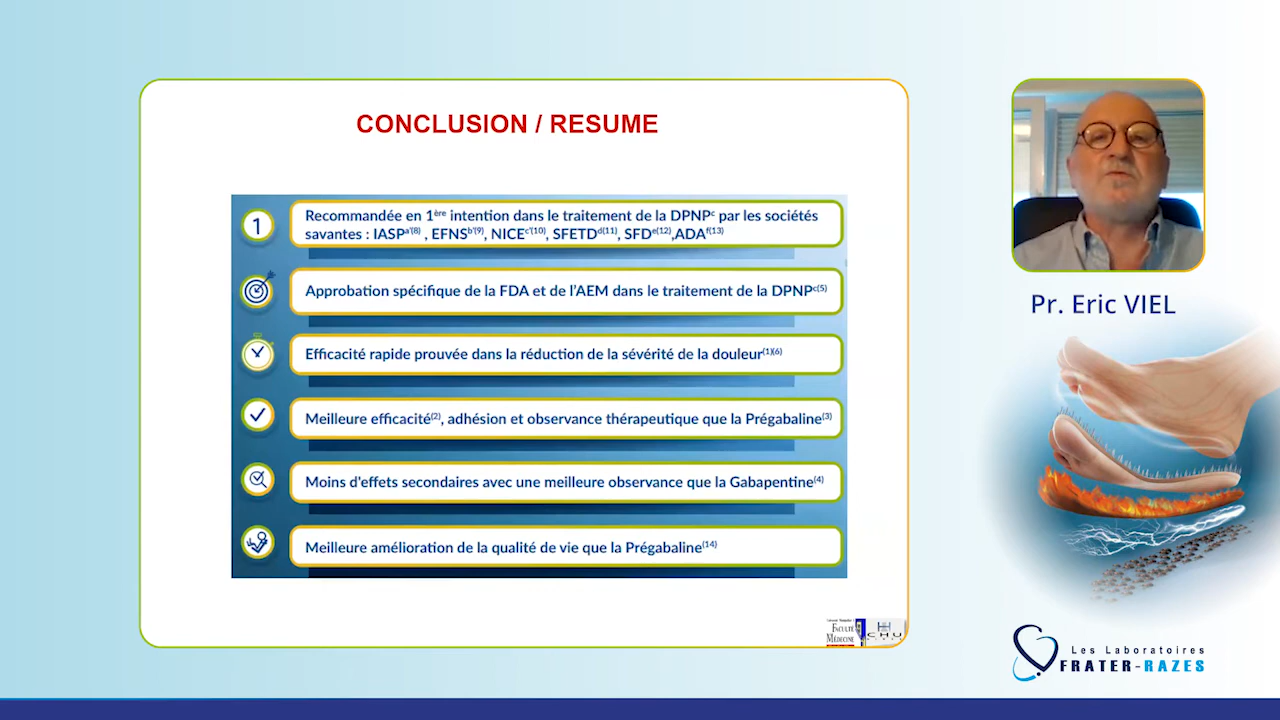 CONCLUSION / RESUME
1
Recommandée en 1ère intention dans le traitement de la DPNPᶜ par les sociétés
savantes : IASPᵃ'⁽⁸⁾ , EFNSᵇ'⁽⁹⁾, NICEᶜ'⁽¹⁰⁾, SFETDᵈ⁽¹¹⁾, SFDᵉ⁽¹²⁾,ADAᶠ⁽¹³⁾
Approbation spécifique de la FDA et de l'AEM dans le traitement de la DPNPᶜ⁽⁵⁾
Efficacité rapide prouvée dans la réduction de la sévérité de la douleur⁽¹⁾⁽⁶⁾
Meilleure efficacité⁽²⁾, adhésion et observance thérapeutique que la Prégabaline⁽³⁾
Moins d'effets secondaires avec une meilleure observance que la Gabapentine⁽⁴⁾
Meilleure amélioration de la qualité de vie que la Prégabaline⁽¹⁴⁾
FACULTÉ
MÉDECINE
CHU
Pr. Eric VIEL
Les Laboratoires
FRATER-RAZES